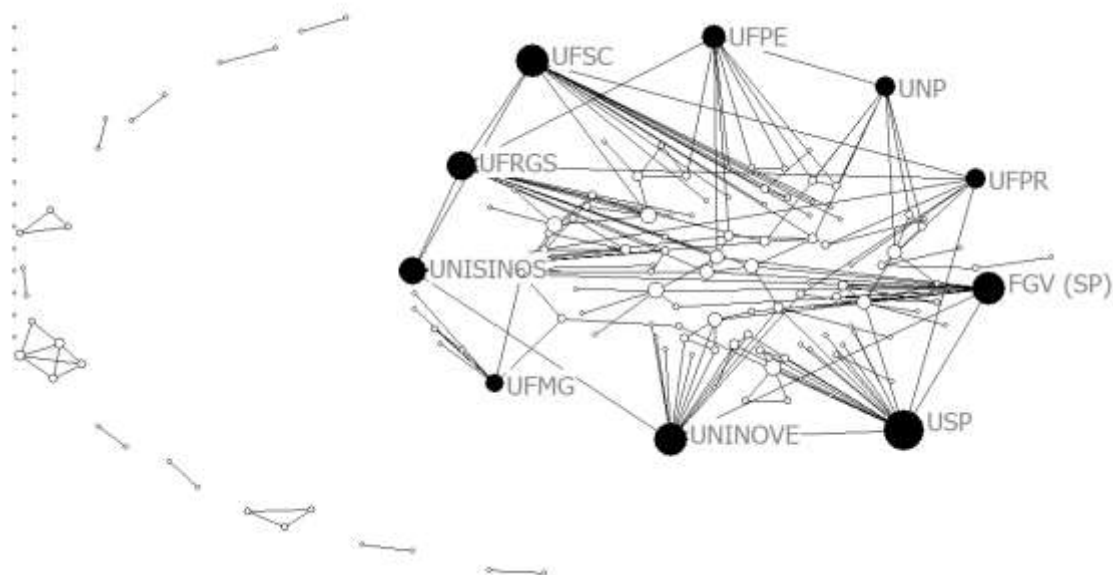 UFPE
UFSC
UNP
UFRGS
UFPR
UNISINOS
FGV (SP)
UFMG
USP
UNINOVE